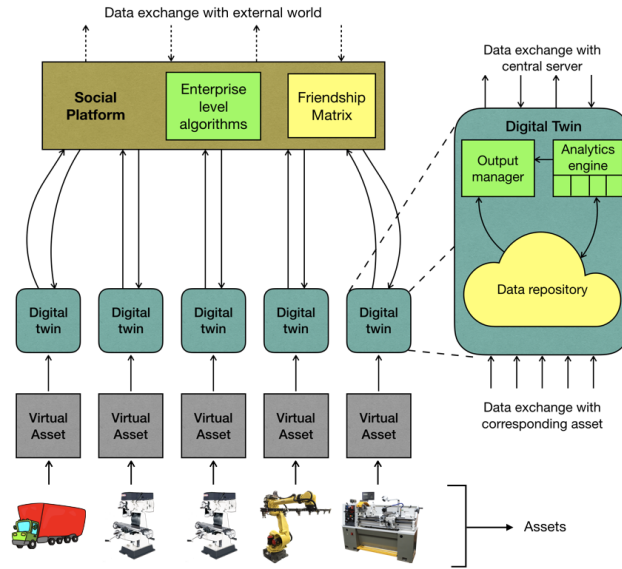 Data exchange with external world
Social
Platform
Enterprise
level
algorithms
Friendship
Matrix
Data exchange with
central server
Digital Twin
Output
manager
Analytics
engine
Data repository
Digital
twin
Digital
twin
Digital
twin
Digital
twin
Digital
twin
Data exchange with
corresponding asset
Virtual
Asset
Virtual
Asset
Virtual
Asset
Virtual
Asset
Virtual
Asset
Assets